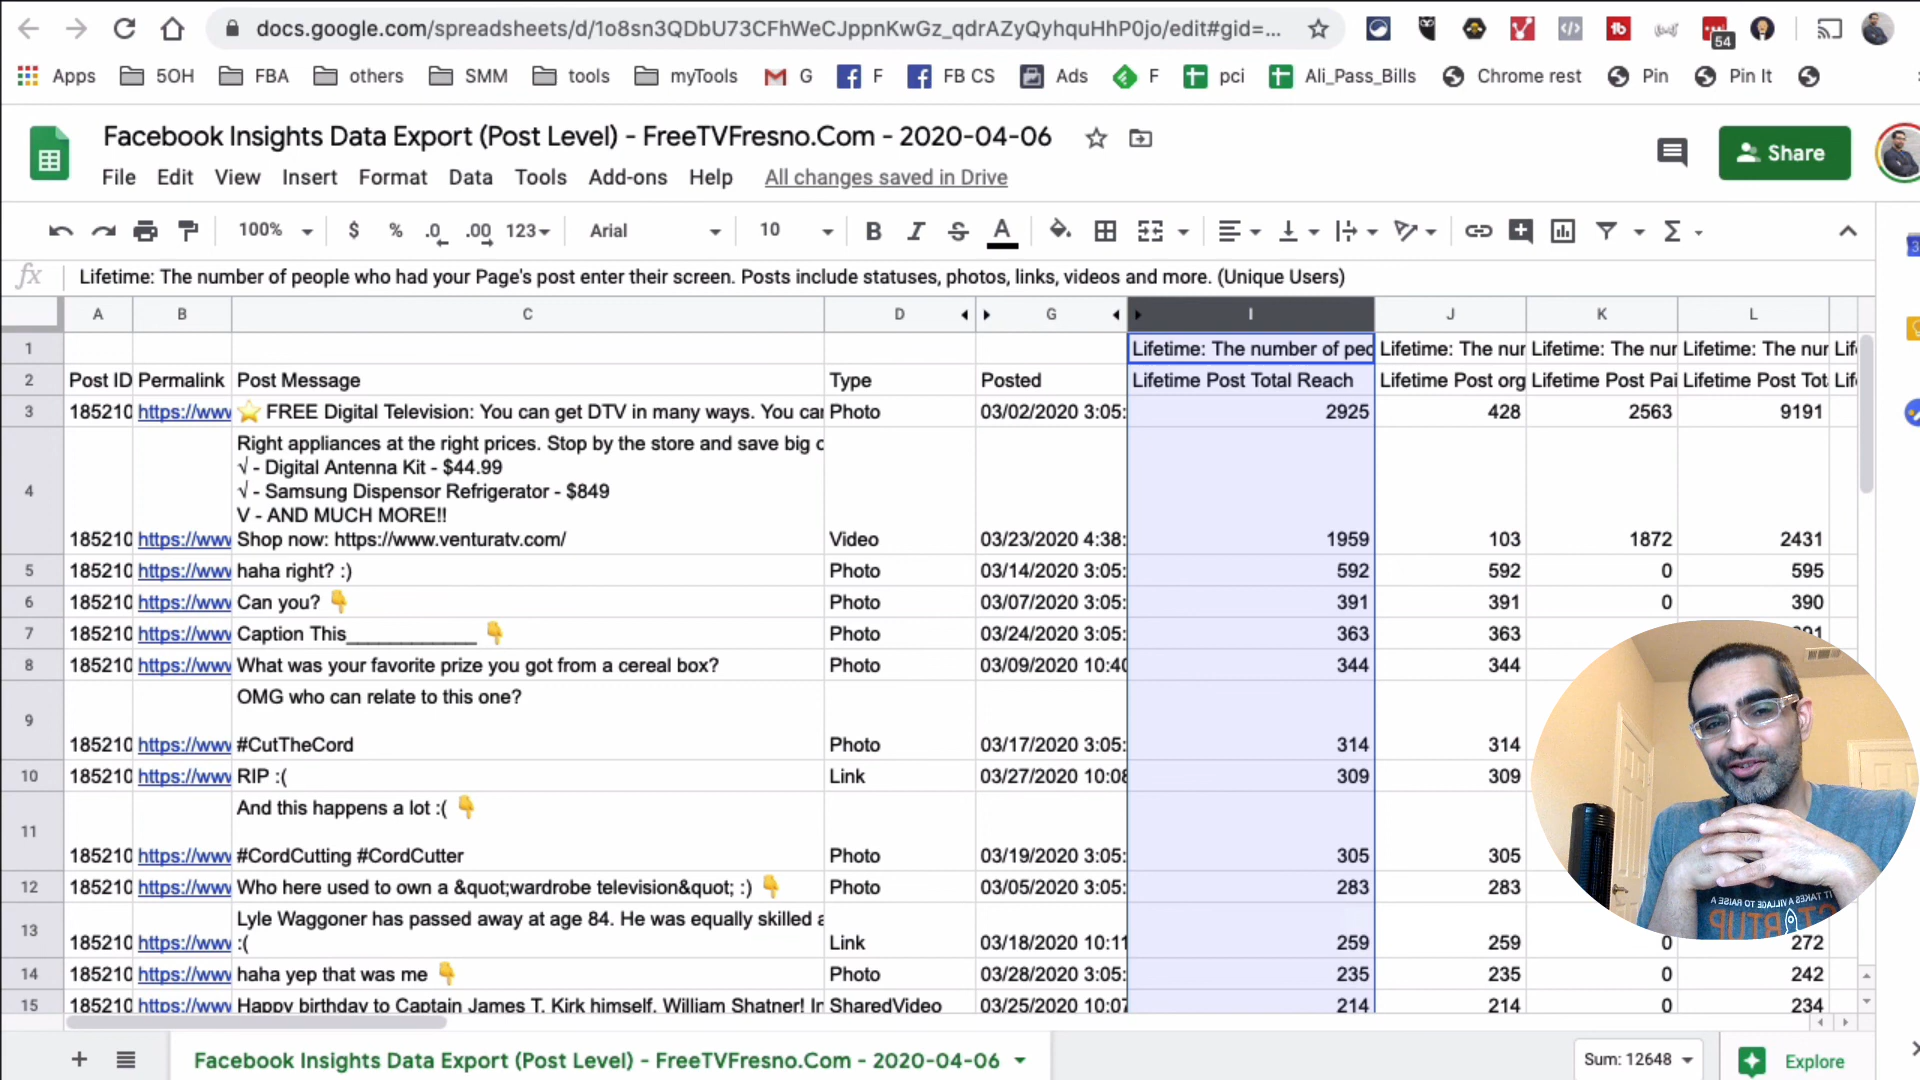 docs.google.com/spreadsheets/d/1o8sn3QDbU73CFhWeCJppnKwGz_qdrAZyQyhquHhP0jo/edit#gid=...
54
Apps 5OH FBA others SMM tools myTools G F FB CS Ads F pci Ali_Pass_Bills Chrome rest Pin Pin It
Facebook Insights Data Export (Post Level) - FreeTVFresno.Com - 2020-04-06
Share
File Edit View Insert Format Data Tools Add-ons Help All changes saved in Drive
100% $ % .0 .00 123 Arial 10 B I S A
fx Lifetime: The number of people who had your Page's post enter their screen. Posts include statuses, photos, links, videos and more. (Unique Users)
A B C D G I J K L
1 Lifetime: The number of peo Lifetime: The nur Lifetime: The nur Lifetime: The nur Lif
2 Post ID Permalink Post Message Type Posted Lifetime Post Total Reach Lifetime Post org Lifetime Post Pai Lifetime Post Tot Lif
3 185210 https://www ⭐ FREE Digital Television: You can get DTV in many ways. You car Photo 03/02/2020 3:05: 2925 428 2563 9191
Right appliances at the right prices. Stop by the store and save big o
√ - Digital Antenna Kit - $44.99
4 √ - Samsung Dispensor Refrigerator - $849
V - AND MUCH MORE!!
185210 https://www Shop now: https://www.venturatv.com/ Video 03/23/2020 4:38: 1959 103 1872 2431
5 185210 https://www haha right? :) Photo 03/14/2020 3:05: 592 592 0 595
6 185210 https://www Can you? 👇 Photo 03/07/2020 3:05: 391 391 0 390
7 185210 https://www Caption This____________ 👇 Photo 03/24/2020 3:05: 363 363
8 185210 https://www What was your favorite prize you got from a cereal box? Photo 03/09/2020 10:40 344 344
OMG who can relate to this one?
9
185210 https://www #CutTheCord Photo 03/17/2020 3:05: 314 314
10 185210 https://www RIP :( Link 03/27/2020 10:08 309 309
And this happens a lot :( 👇
11
185210 https://www #CordCutting #CordCutter Photo 03/19/2020 3:05: 305 305
12 185210 https://www Who here used to own a &quot;wardrobe television&quot; :) 👇 Photo 03/05/2020 3:05: 283 283
Lyle Waggoner has passed away at age 84. He was equally skilled a
13 185210 https://www :( Link 03/18/2020 10:11 259 259 0 272
14 185210 https://www haha yep that was me 👇 Photo 03/28/2020 3:05: 235 235 0 242
15 185210 https://www Happy birthday to Captain James T. Kirk himself, William Shatner! In SharedVideo 03/25/2020 10:07 214 214 0 234
IT TAKES A VILLAGE TO RAISE A
Facebook Insights Data Export (Post Level) - FreeTVFresno.Com - 2020-04-06 Sum: 12648 Explore